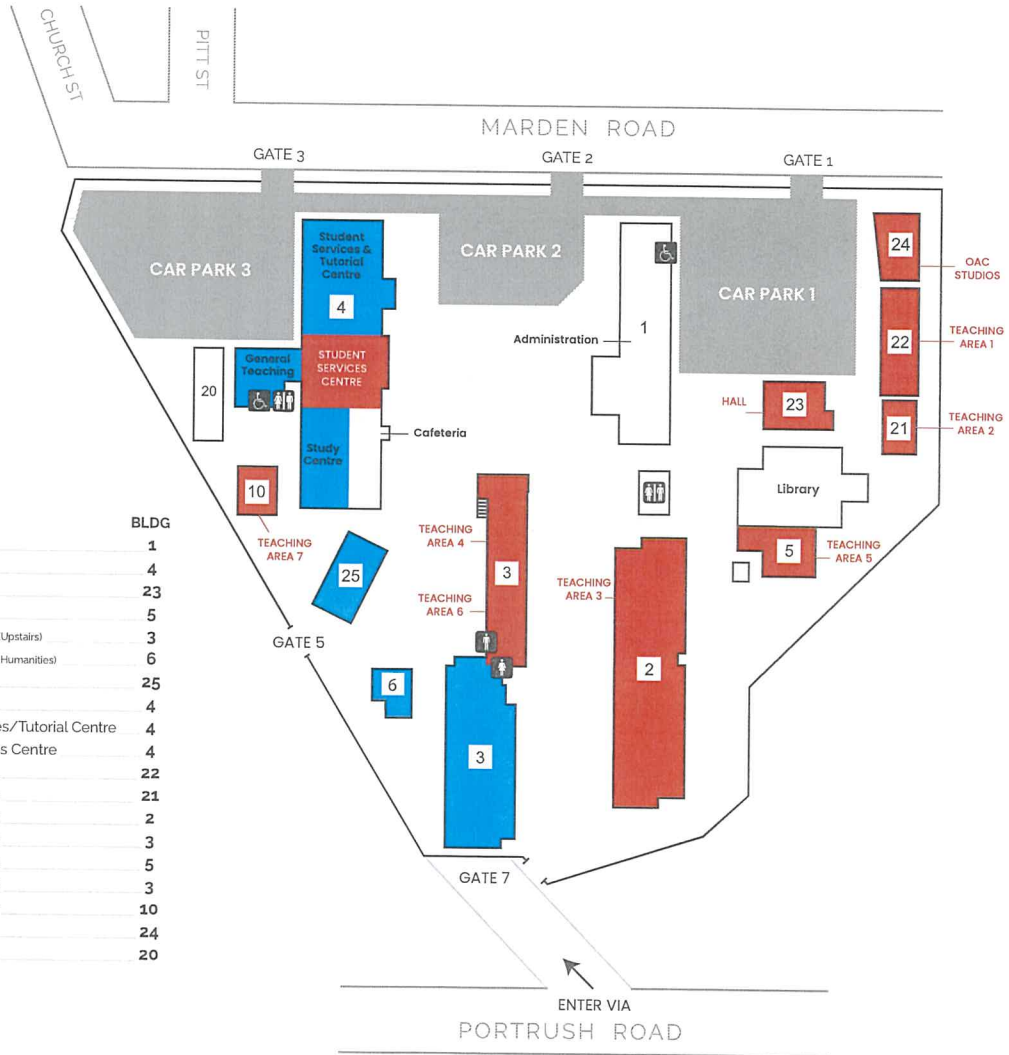 CHURCH ST
PITT ST
MARDEN ROAD
GATE 3
GATE 2
GATE 1
CAR PARK 3
Student
Services &
Tutorial
Centre
4
CAR PARK 2
CAR PARK 1
24
OAC
STUDIOS
Administration
1
22
TEACHING
AREA 1
General
Teaching
STUDENT
SERVICES
CENTRE
20
HALL
23
21
TEACHING
AREA 2
Study
Centre
Cafeteria
Library
10
TEACHING
AREA 7
TEACHING
AREA 4
3
TEACHING
AREA 6
TEACHING
AREA 3
5
TEACHING
AREA 5
25
GATE 5
6
2
3
GATE 7
ENTER VIA
PORTRUSH ROAD
BLDG
1
4
23
5
Upstairs) 3
Humanities) 6
25
4
es/Tutorial Centre 4
s Centre 4
22
21
2
3
5
3
10
24
20